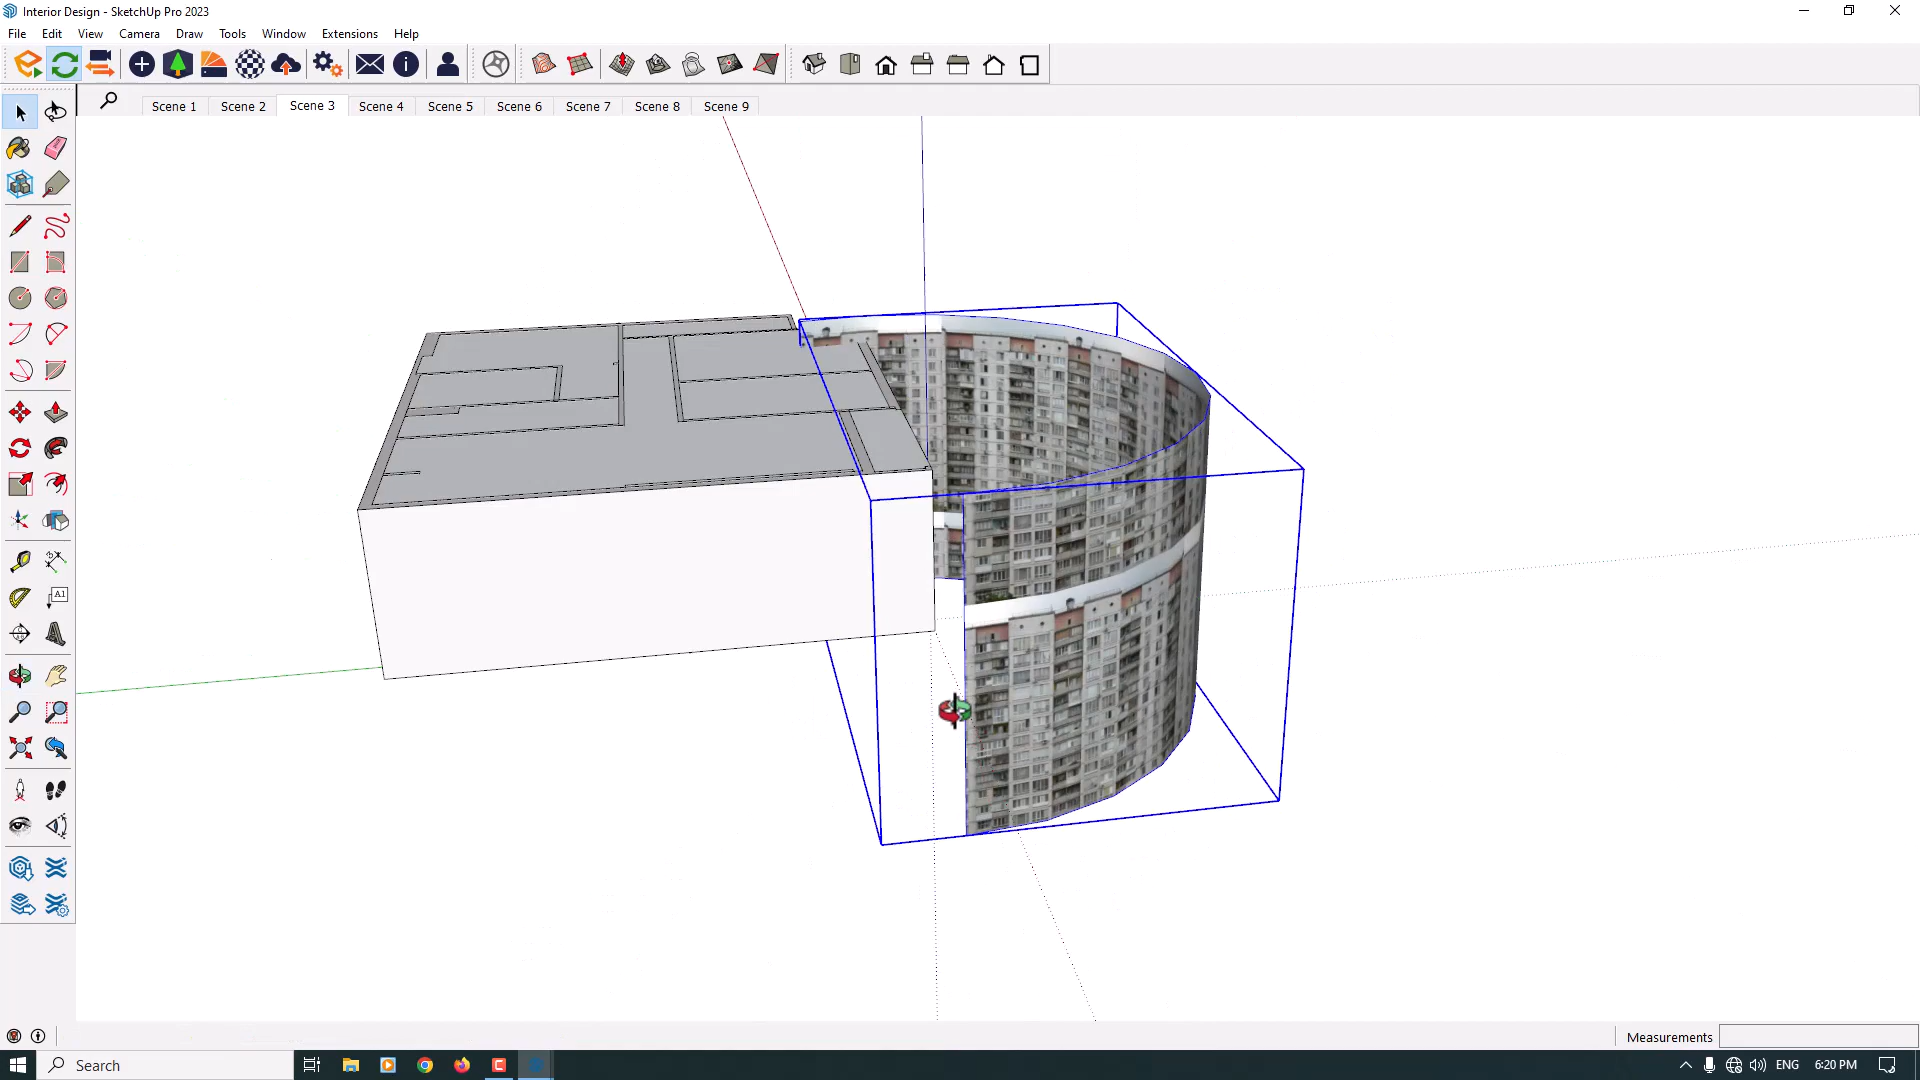 Interior Design - SketchUp Pro 2023
File Edit View Camera Draw Tools Window Extensions Help
Scene 1 Scene 2 Scene 3 Scene 4 Scene 5 Scene 6 Scene 7 Scene 8 Scene 9
A1
Measurements
Search
ENG 6:20 PM